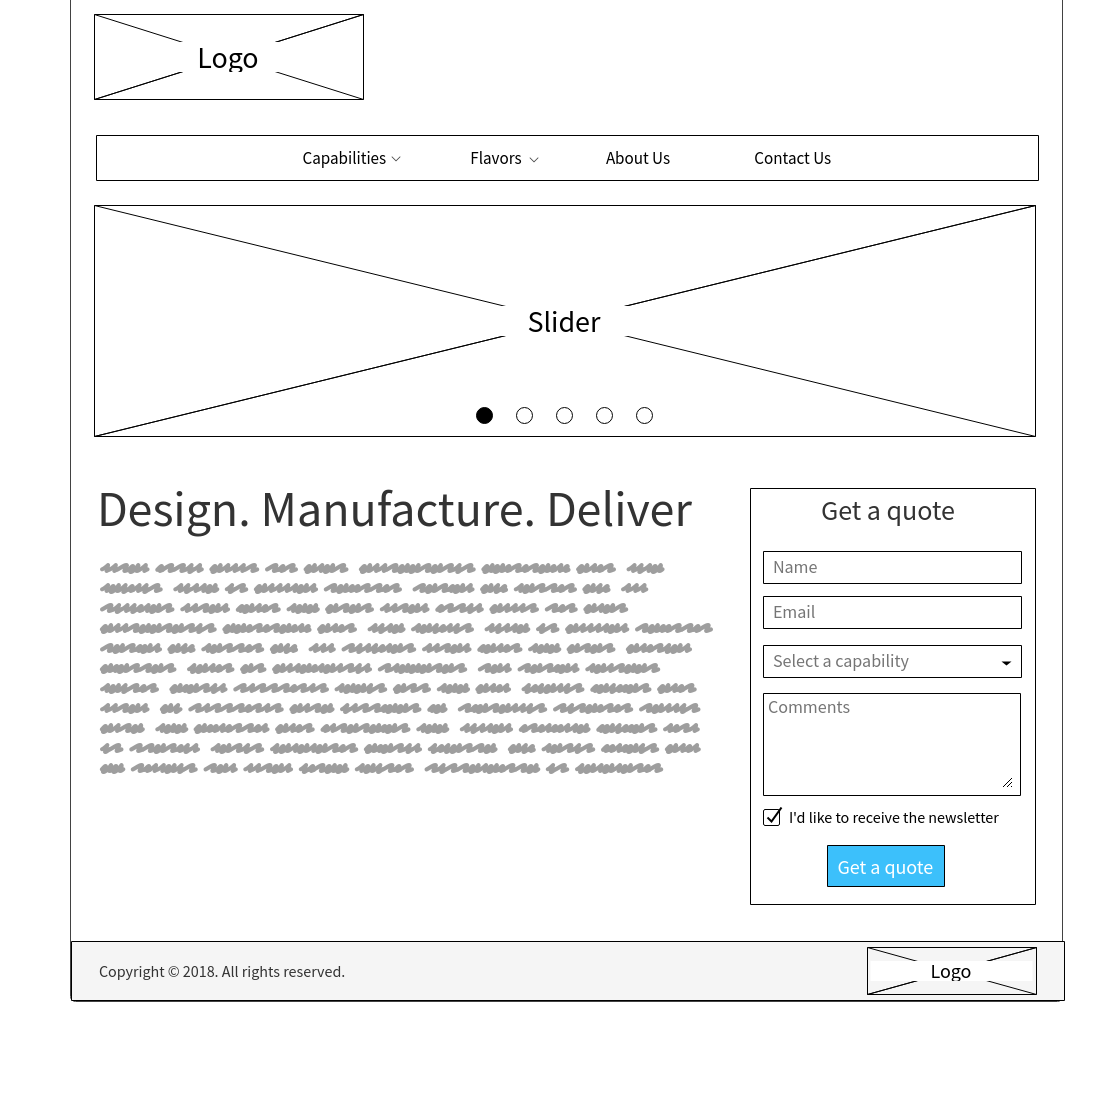 Logo
Capabilities Flavors About Us Contact Us
Slider
Design. Manufacture. Deliver
Get a quote
Name
Email
Select a capability
Comments
I'd like to receive the newsletter
Get a quote
Copyright © 2018. All rights reserved.
Logo